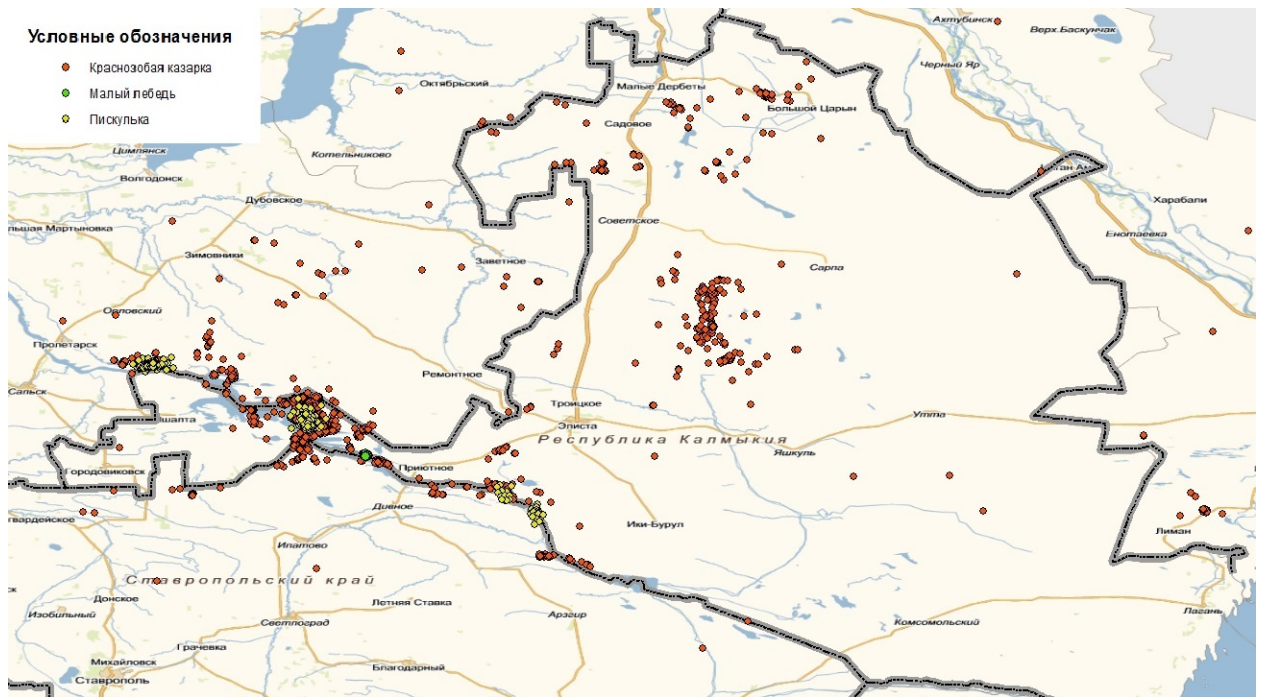 Условные обозначения
Краснозобая казарка
Малый лебедь
Пискулька
Ахтубинск
Верх.Баскунчак
Черный Яр
Октябрьский
Малые Дербеты
Большой Царын
Садовое
Цимлянск
Котельниково
Волгодонск
Дубовское
Харабали
Советское
льшая Мартыновка
Енотаевка
Зимовники
Заветное
Сарпа
Орловский
Пролетарск
Ремонтное
Сальск
Троицкое
Утта
Элиста
Республика Калмыкия
Яшкуль
Городовиковск
Приютное
Дивное
гвардейское
Ики-Бурул
Лиман
Ипатово
Ставропольский край
Донское
Летняя Ставка
Изобильный
Арзгир
Лагань
Светлоград
Комсомольский
Грачевка
Михайловск
Благодарный
Ставрополь